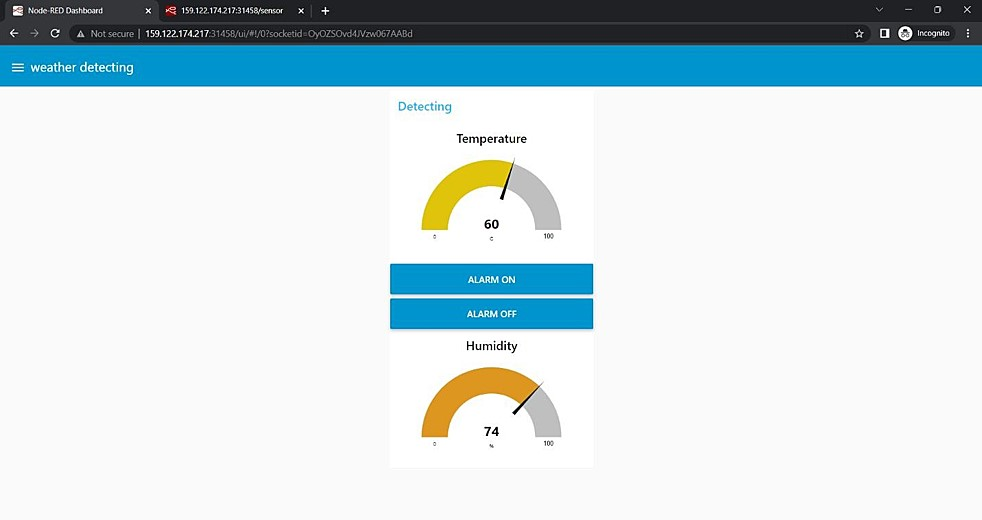 Node-RED Dashboard
159.122.174.217:31458/sensor
Not secure | 159.122.174.217:31458/ui/#!/0?socketid=OyOZSOvd4JVzw067AABd
Incognito
weather detecting
Detecting
Temperature
60
0 C 100
ALARM ON
ALARM OFF
Humidity
74
0 % 100